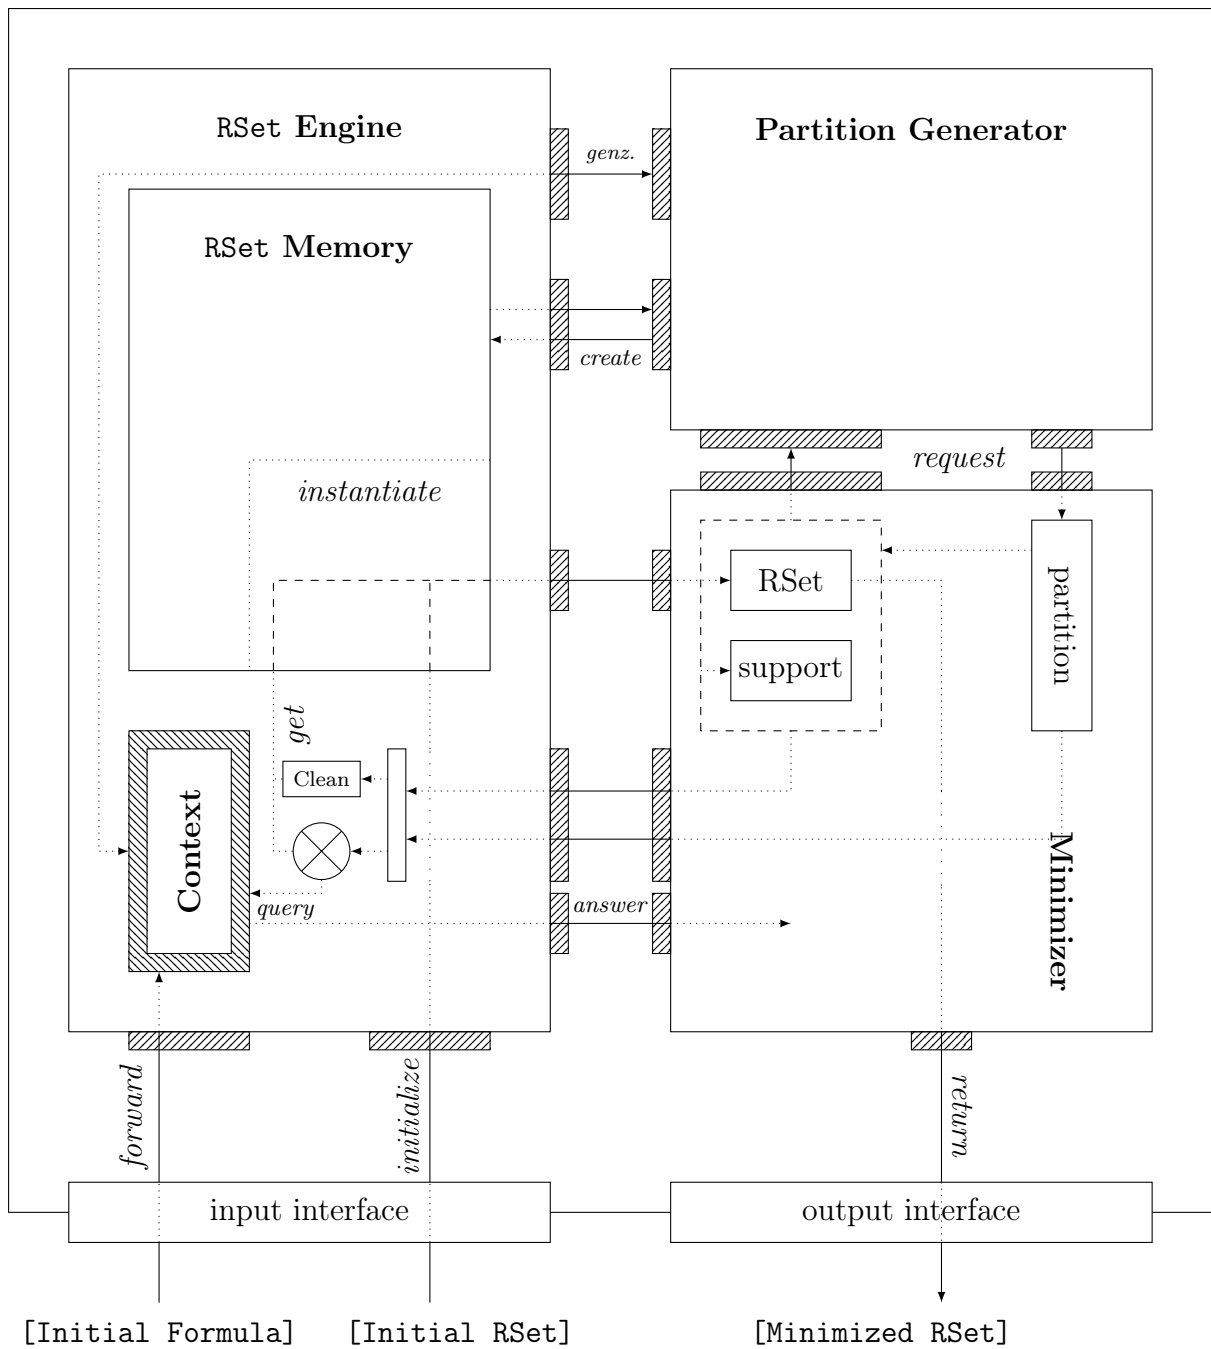 RSet Engine
Partition Generator
genz.
RSet Memory
create
request
instantiate
RSet
partition
support
get
Clean
Context
Minimizer
query
answer
forward
initialize
return
input interface
output interface
[Initial Formula]
[Initial RSet]
[Minimized RSet]